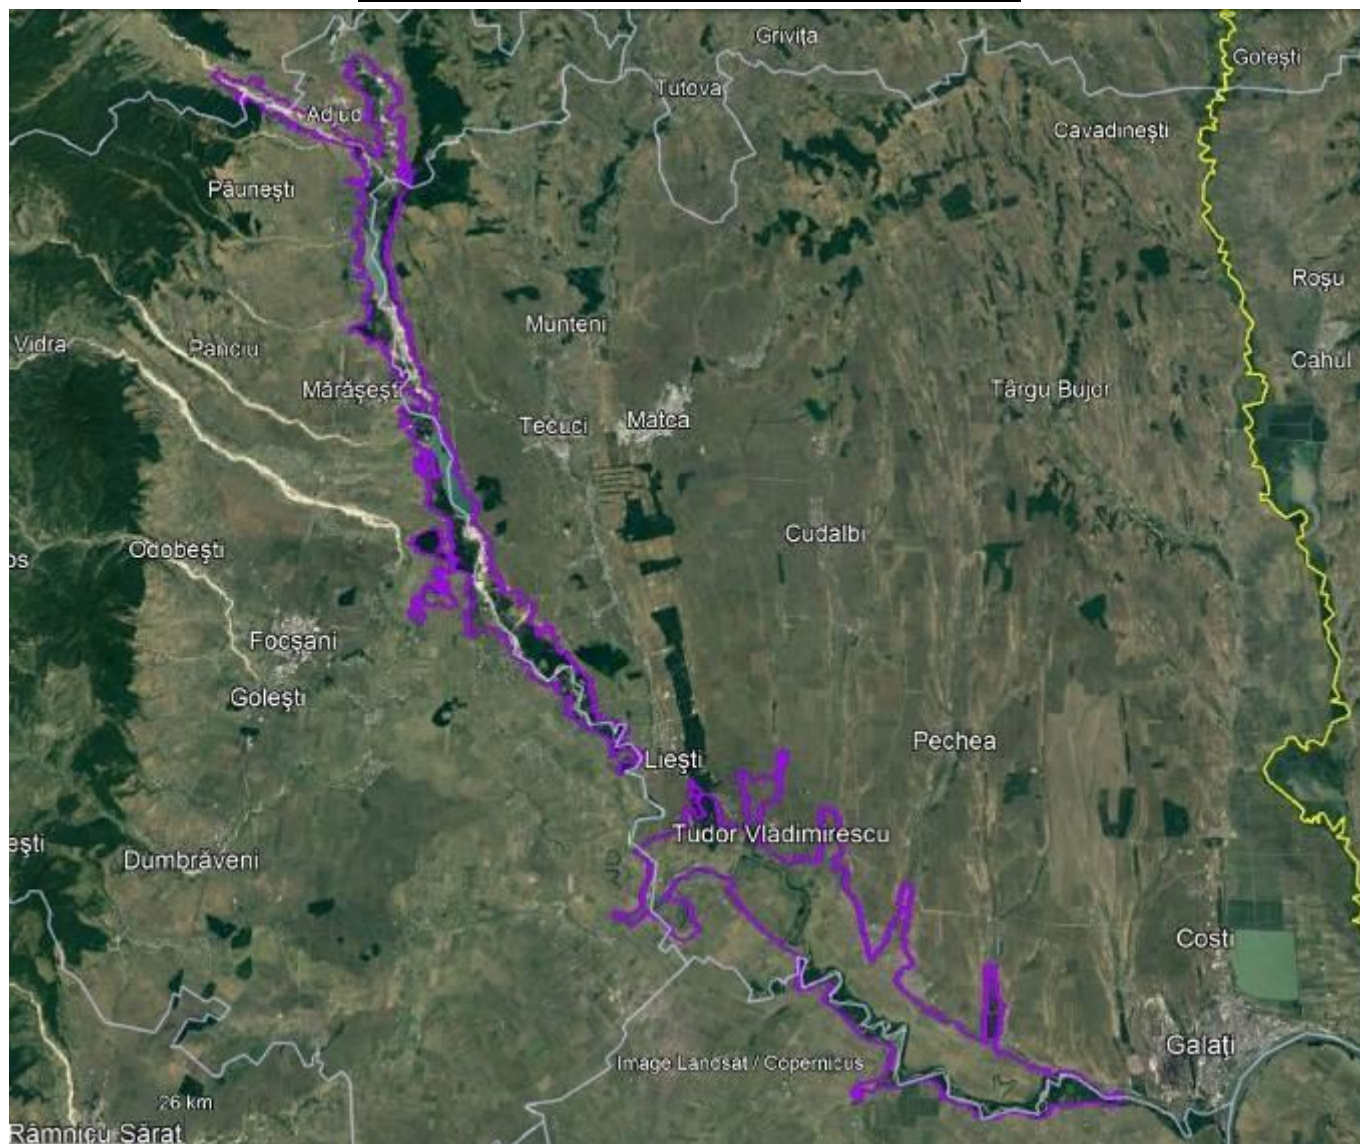 Grivița
Gotești
Tutova
Adjud
Cavadinești
Păunești
Roșu
Munteni
Vidra
Panciu
Cahul
Mărășești
Târgu Bujor
Matca
Tecuci
Cudalbi
Odobești
Focșani
Golești
Pechea
Liești
Tudor Vladimirescu
ești
Dumbrăveni
Costi
Galați
Image Landsat / Copernicus
26 km
Râmnicu Sărat